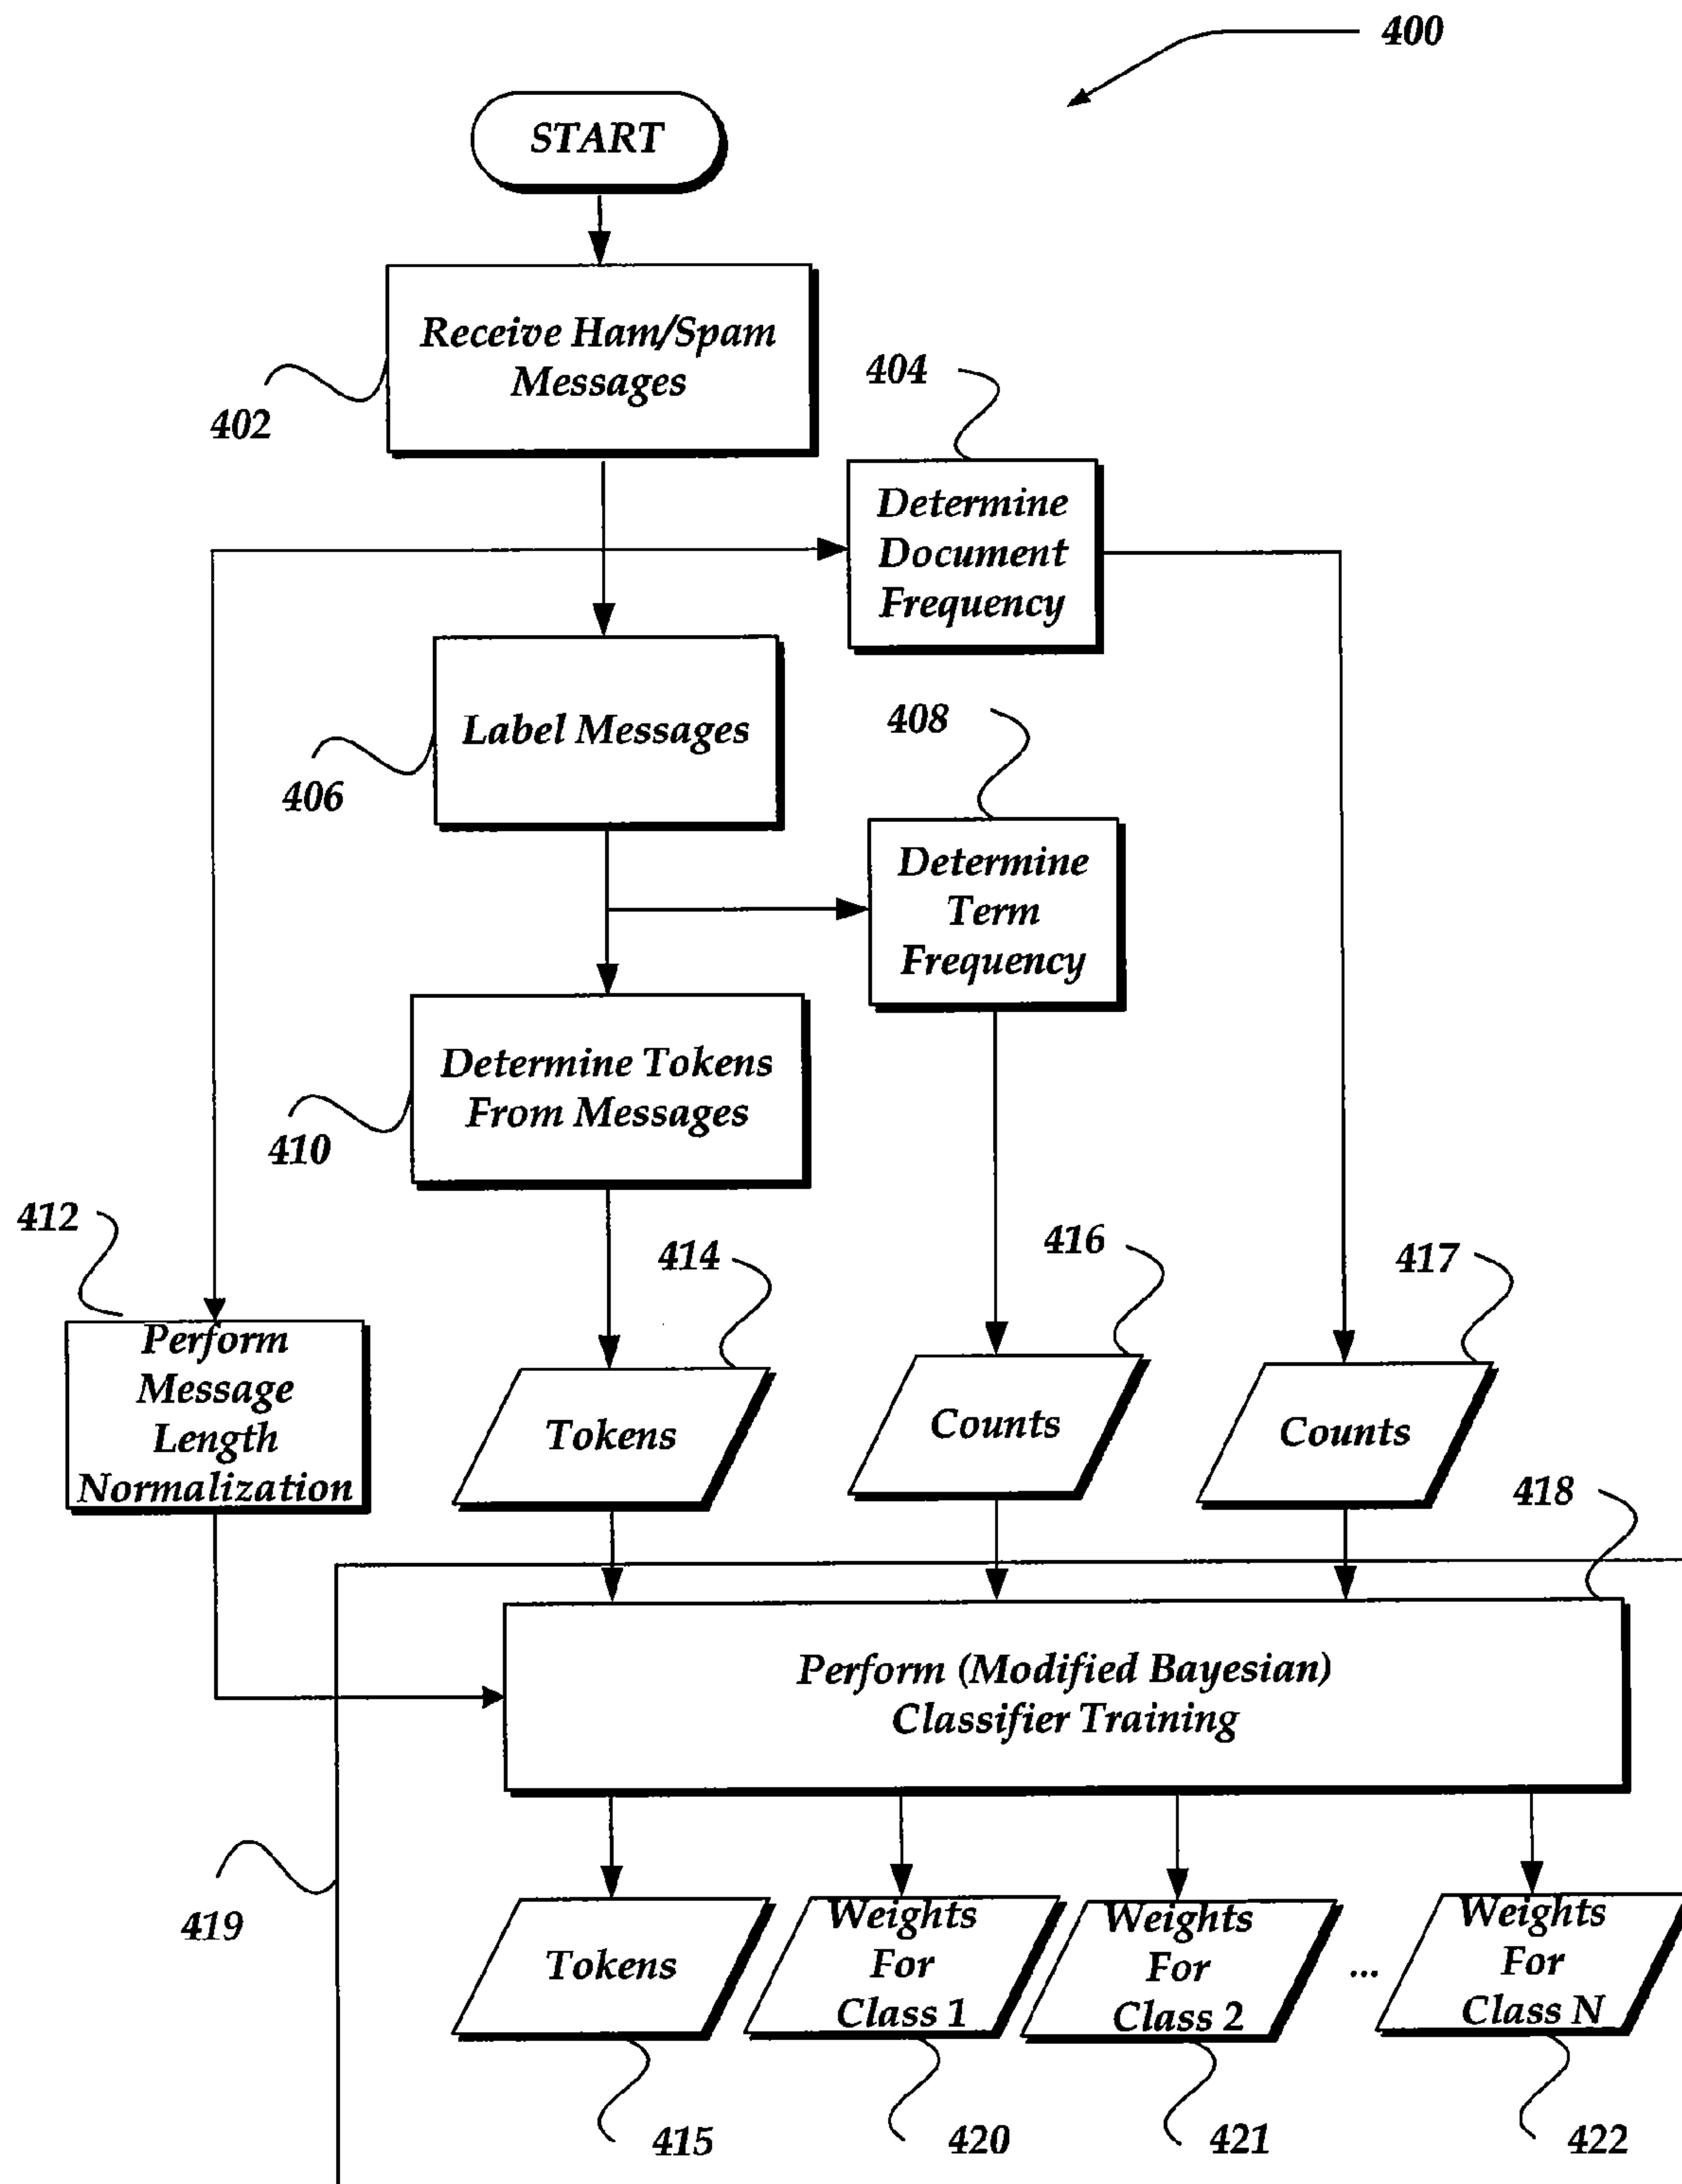 400
START
Receive Ham/Spam
Messages
402
404
Determine
Document
Frequency
Label Messages
406
408
Determine
Term
Frequency
Determine Tokens
From Messages
410
412
Perform
Message
Length
Normalization
414
Tokens
416
Counts
417
Counts
418
Perform (Modified Bayesian)
Classifier Training
419
Tokens
Weights
For
Class 1
Weights
For
Class 2
...
Weights
For
Class N
415
420
421
422